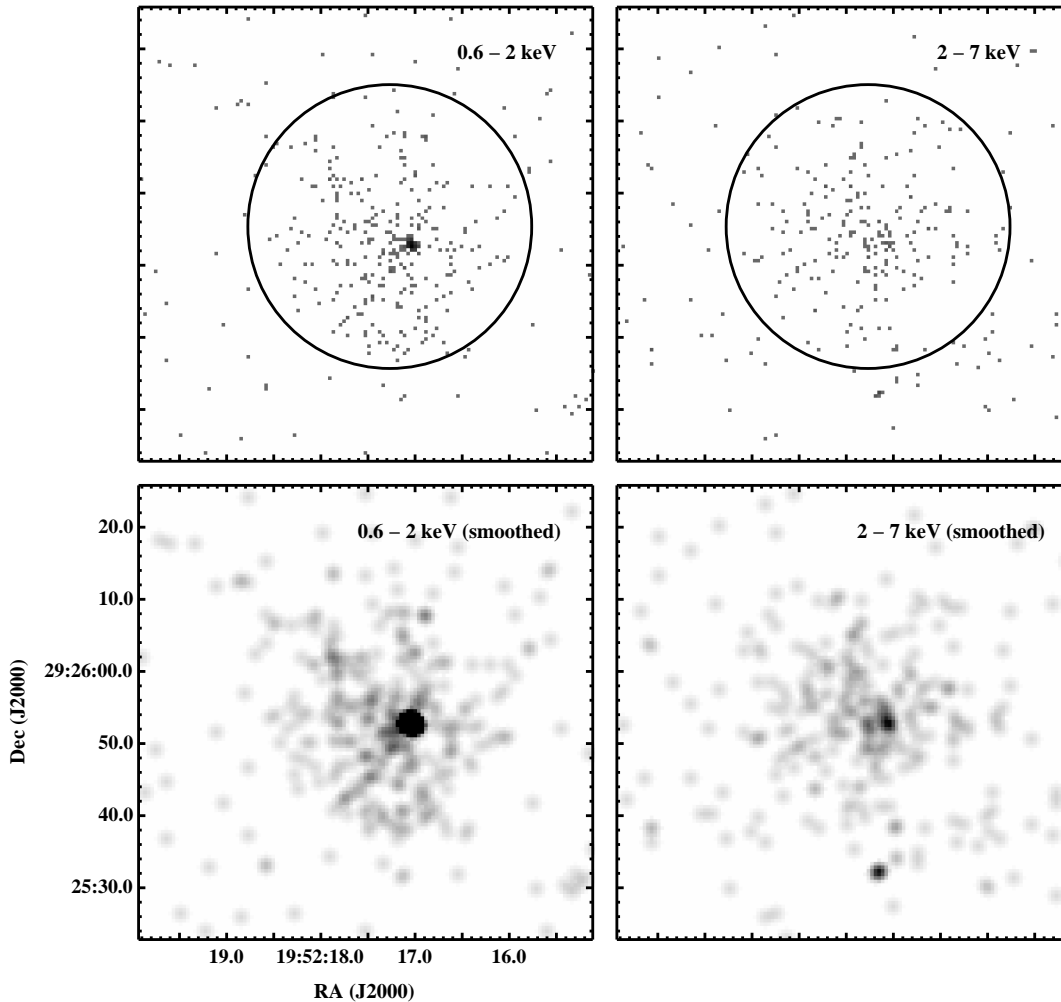 0.6 – 2 keV
2 – 7 keV
0.6 – 2 keV (smoothed)
2 – 7 keV (smoothed)
20.0
10.0
29:26:00.0
50.0
40.0
25:30.0
Dec (J2000)
19.0
19:52:18.0
17.0
16.0
RA (J2000)